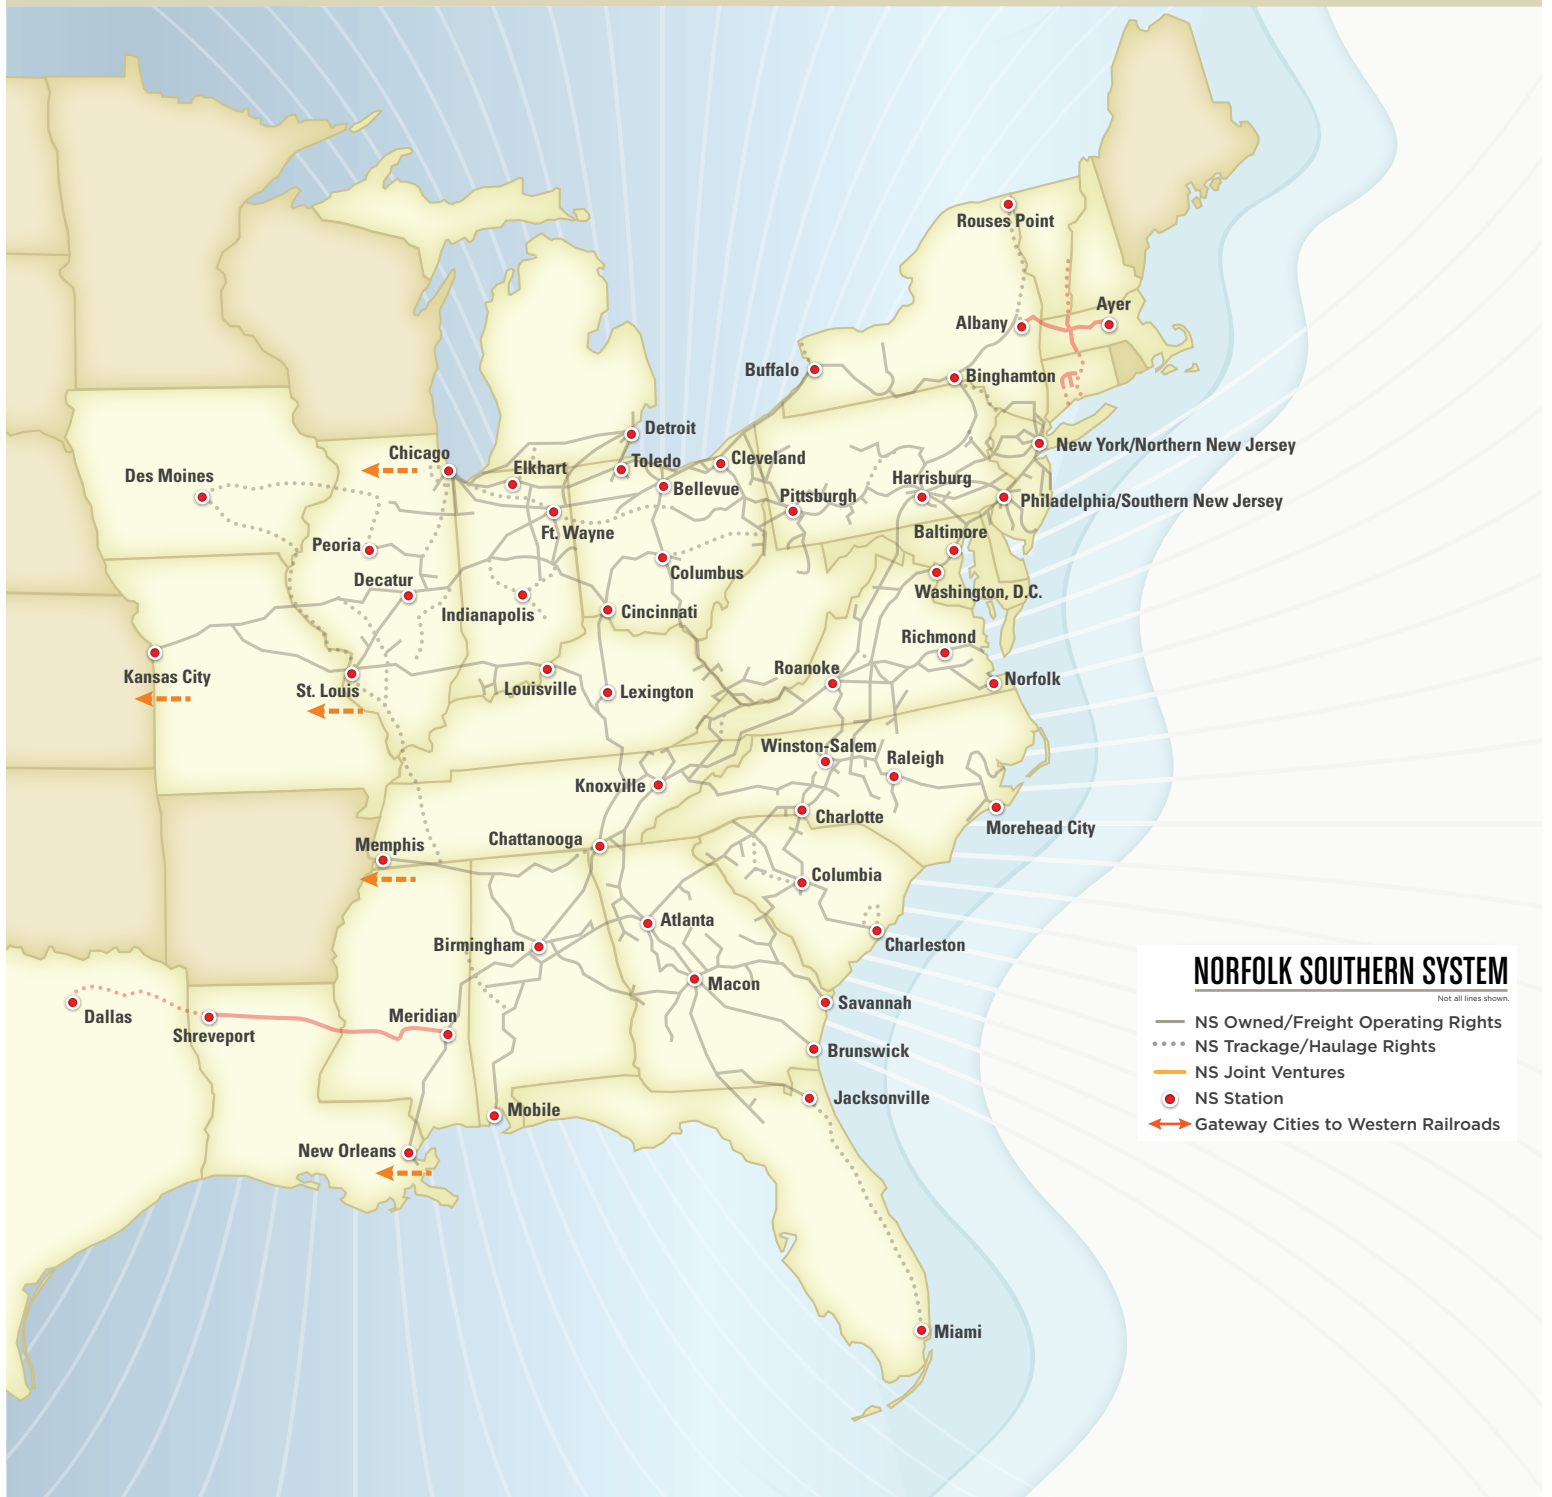 Rouses Point
Ayer
Albany
Buffalo
Binghamton
Detroit
New York/Northern New Jersey
Chicago
Cleveland
Toledo
Elkhart
Des Moines
Harrisburg
Bellevue
Pittsburgh
Philadelphia/Southern New Jersey
Ft. Wayne
Baltimore
Peoria
Columbus
Decatur
Washington, D.C.
Indianapolis
Cincinnati
Richmond
Roanoke
Kansas City
Norfolk
St. Louis
Louisville
Lexington
Winston-Salem
Raleigh
Knoxville
Charlotte
Morehead City
Chattanooga
Memphis
Columbia
Atlanta
Birmingham
Charleston
Macon
Savannah
Dallas
Meridian
Shreveport
Brunswick
Jacksonville
Mobile
New Orleans
Miami
NORFOLK SOUTHERN SYSTEM
Not all lines shown.
NS Owned/Freight Operating Rights
NS Trackage/Haulage Rights
NS Joint Ventures
NS Station
Gateway Cities to Western Railroads